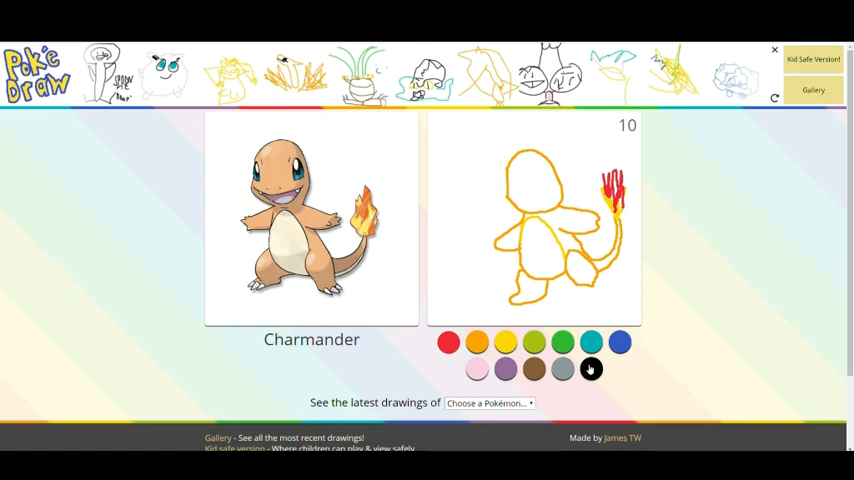 Poké
Draw
Kid Safe Version!
Gallery
10
Charmander
See the latest drawings of Choose a Pokémon...
Gallery - See all the most recent drawings!
Made by James TW
Kid safe version - Where children can play & view safely.